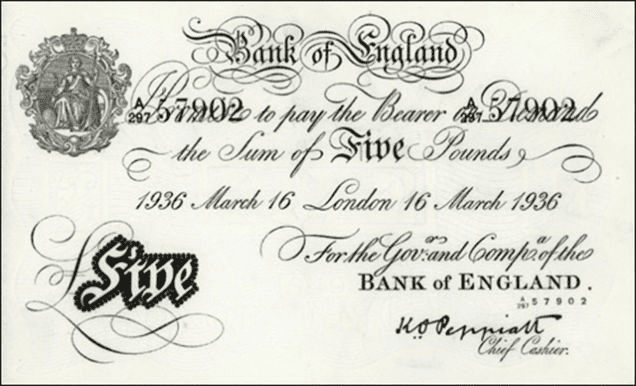 Bank of England
A/297 57902 to pay the Bearer on Demand A/297 57902
the Sum of Five Pounds
1936 March 16 London 16 March 1936
For the Gov.ʳ and Comp.ᵃ of the
BANK of ENGLAND.
A/297 57902
Five
K.O. Peppiatt
Chief Cashier.